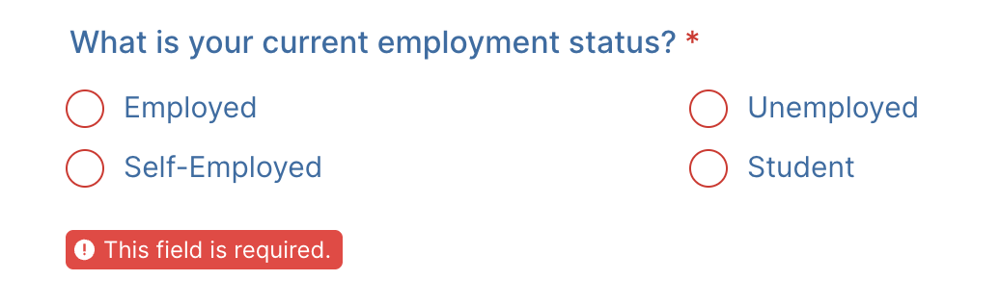 What is your current employment status? *
Employed
Unemployed
Self-Employed
Student
This field is required.